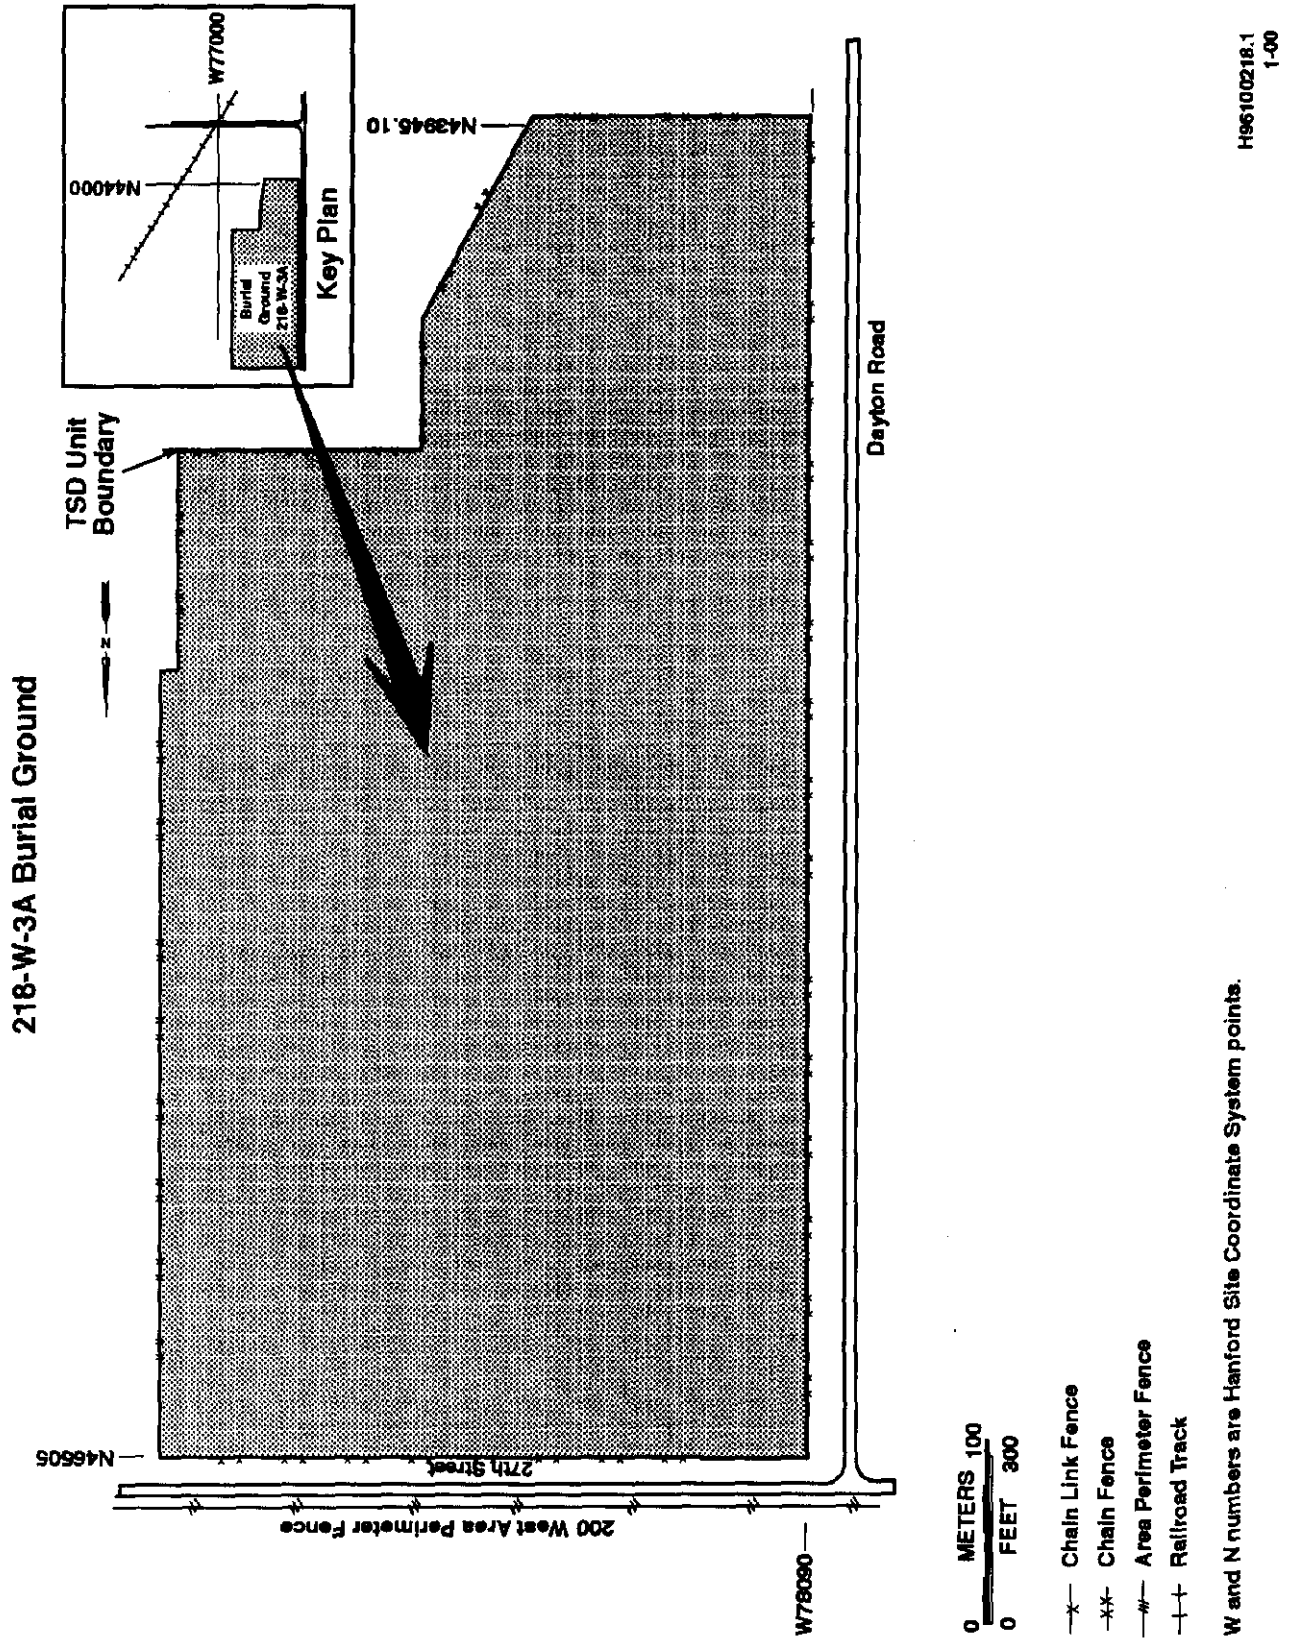 218-W-3A Burial Ground
N
TSD Unit
Boundary
W77000
N44000
Burial
Ground
218-W-3A
Key Plan
N43945.10
N46605
27th Street
200 West Area Perimeter Fence
Dayton Road
W78090
0 METERS 100
0 FEET 300
Chain Link Fence
Chain Fence
Area Perimeter Fence
Railroad Track
W and N numbers are Hanford Site Coordinate System points.
H96100218.1
1-00